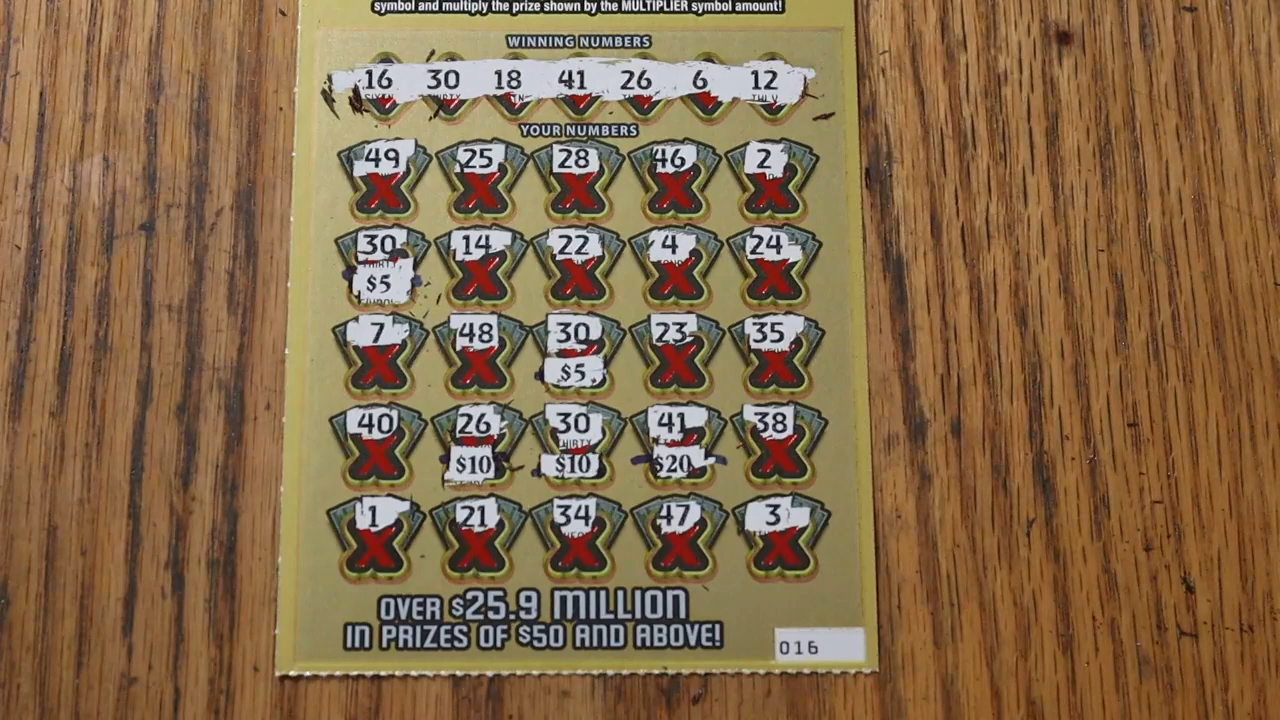 symbol and multiply the prize shown by the MULTIPLIER symbol amount!
WINNING NUMBERS
16 30 18 41 26 6 12
YOUR NUMBERS
49 25 28 46 2
30 14 22 4 24
THIRTY
$5
7 48 30 23 35
$5
40 26 30 41 38
THIRTY
$10 $10 $20
1 21 34 47 3
OVER $25.9 MILLION
IN PRIZES OF $50 AND ABOVE!
016